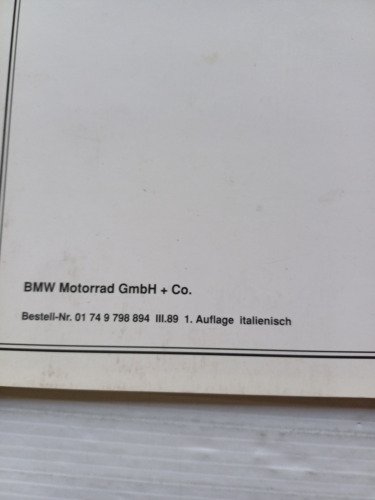 BMW Motorrad GmbH + Co.
Bestell-Nr. 01 74 9 798 894 III.89 1. Auflage italienisch